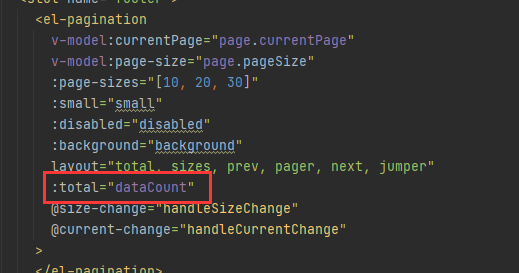 <slot name="footer">
<el-pagination
v-model:currentPage="page.currentPage"
v-model:page-size="page.pageSize"
:page-sizes="[10, 20, 30]"
:small="small"
:disabled="disabled"
:background="background"
layout="total, sizes, prev, pager, next, jumper"
:total="dataCount"
@size-change="handleSizeChange"
@current-change="handleCurrentChange"
>
</el-pagination>